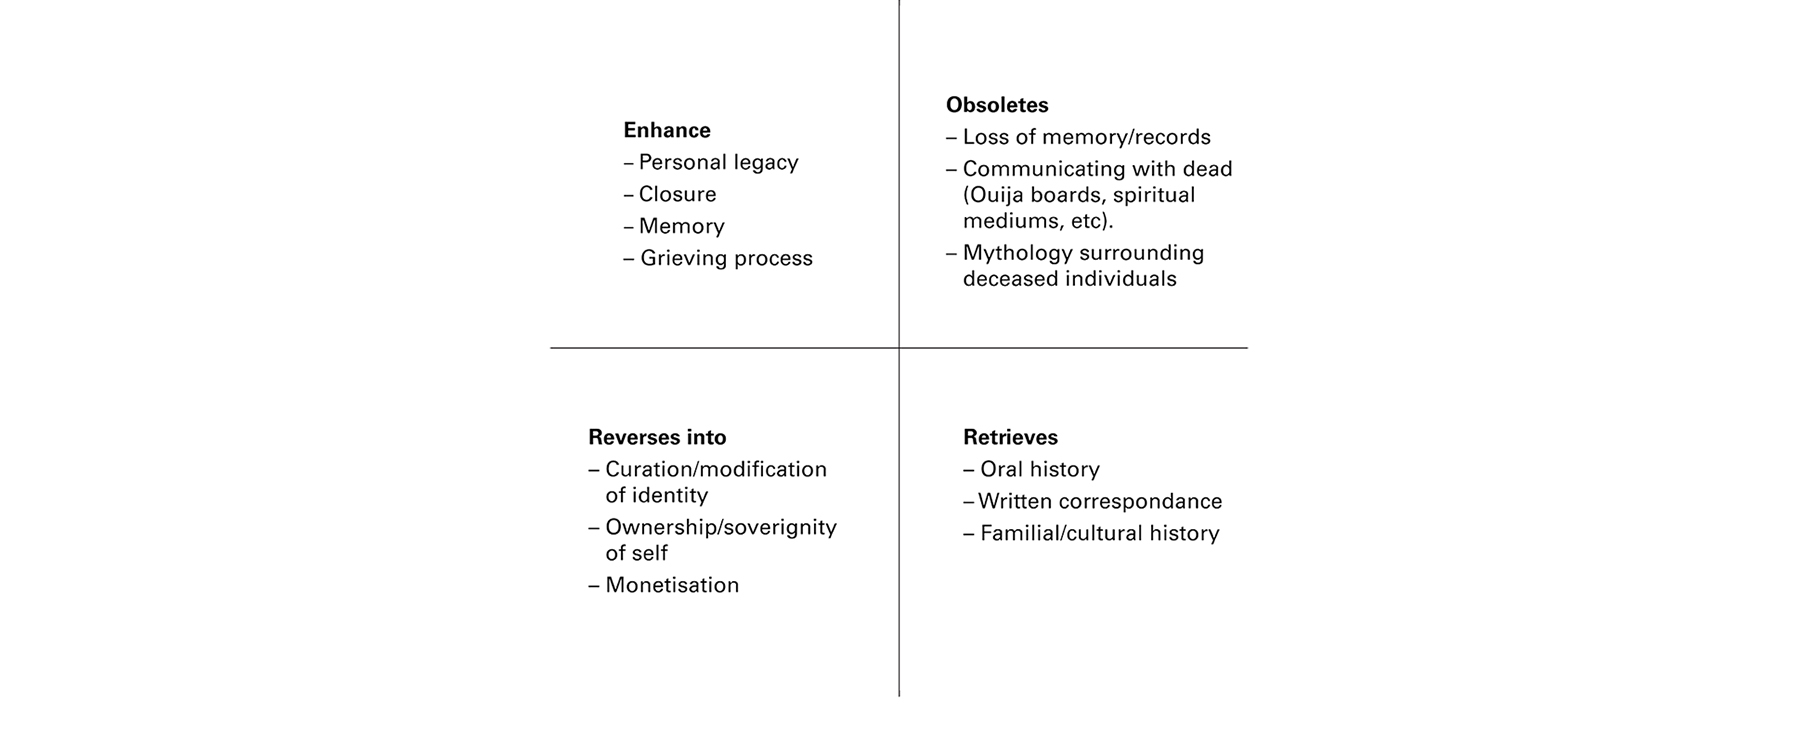 Enhance
– Personal legacy
– Closure
– Memory
– Grieving process
Obsoletes
– Loss of memory/records
– Communicating with dead
(Ouija boards, spiritual
mediums, etc).
– Mythology surrounding
deceased individuals
Reverses into
– Curation/modification
of identity
– Ownership/soverignity
of self
– Monetisation
Retrieves
– Oral history
– Written correspondance
– Familial/cultural history